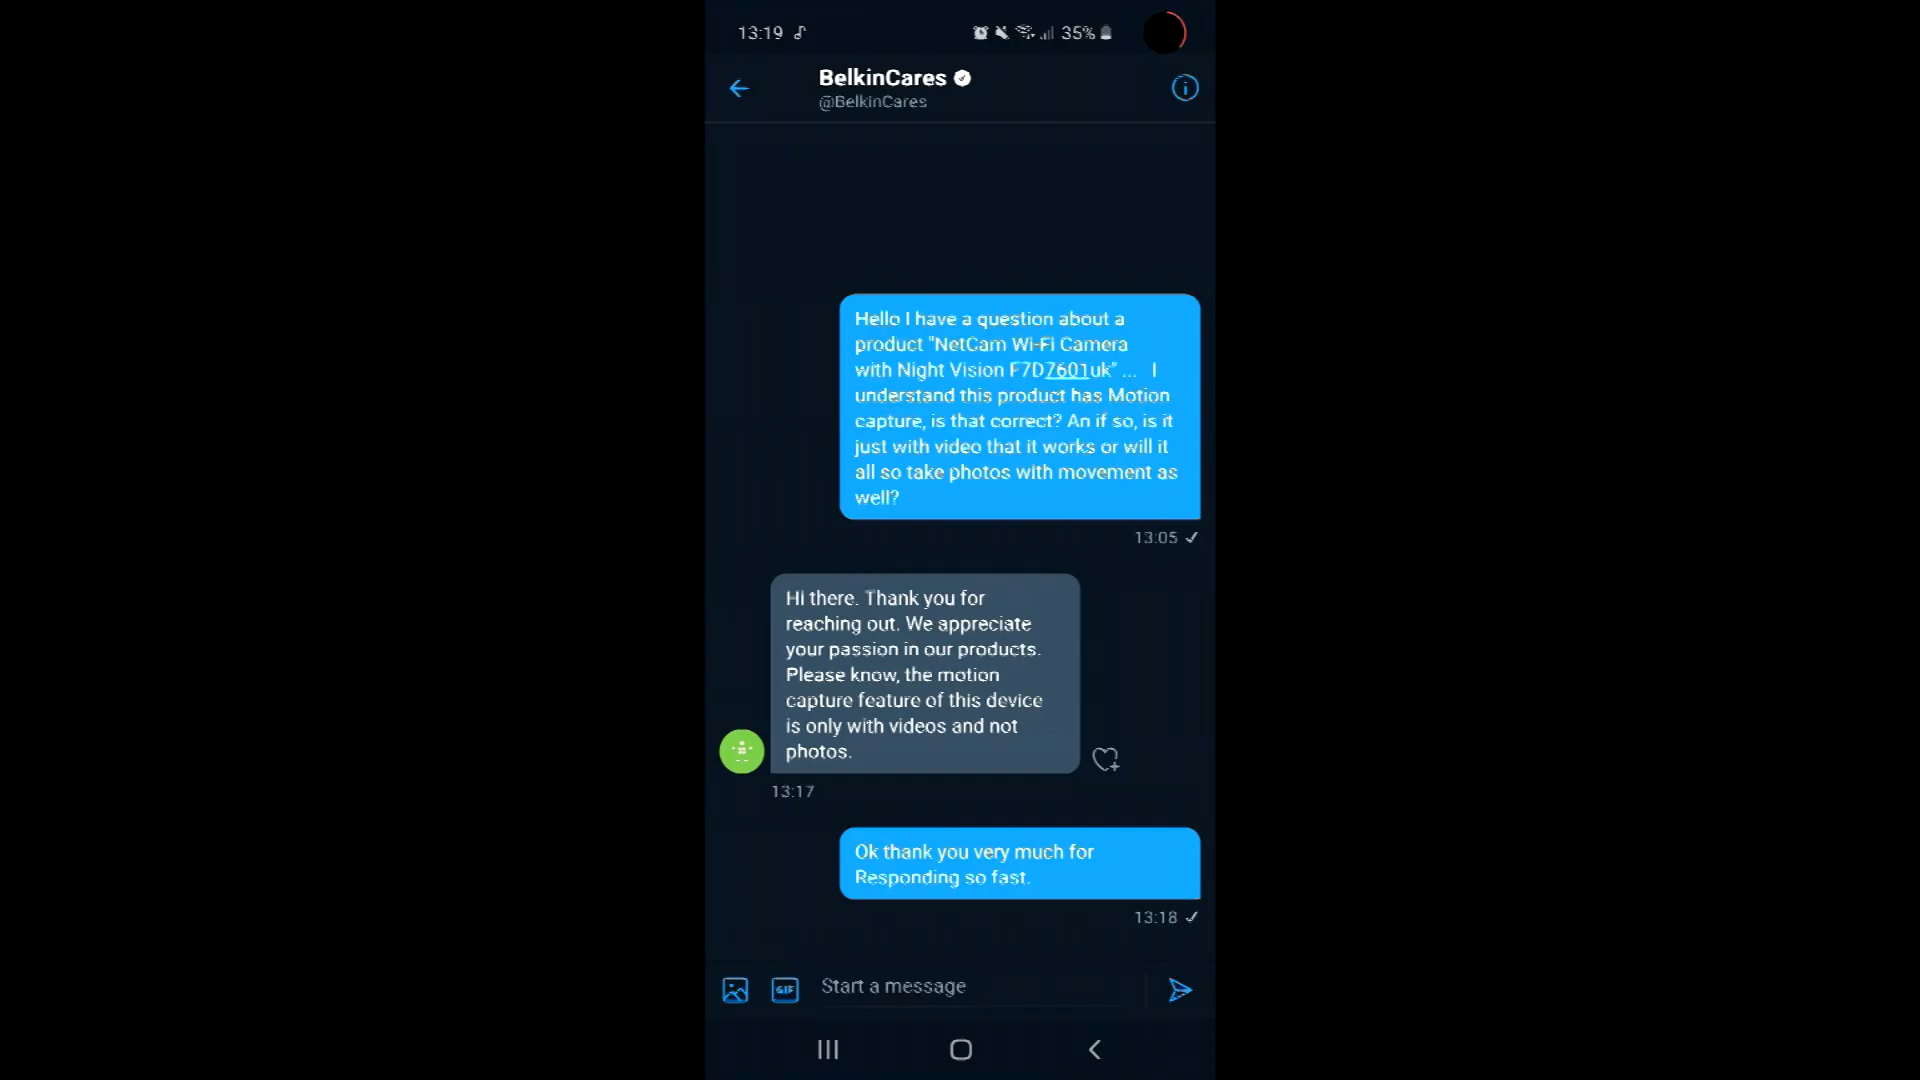 13:19 35%
BelkinCares
@BelkinCares
Hello I have a question about a
product "NetCam Wi-Fi Camera
with Night Vision F7D7601uk" ... I
understand this product has Motion
capture, is that correct? An if so, is it
just with video that it works or will it
all so take photos with movement as
well?
13:05
Hi there. Thank you for
reaching out. We appreciate
your passion in our products.
Please know, the motion
capture feature of this device
is only with videos and not
photos.
13:17
Ok thank you very much for
Responding so fast.
13:18
GIF Start a message